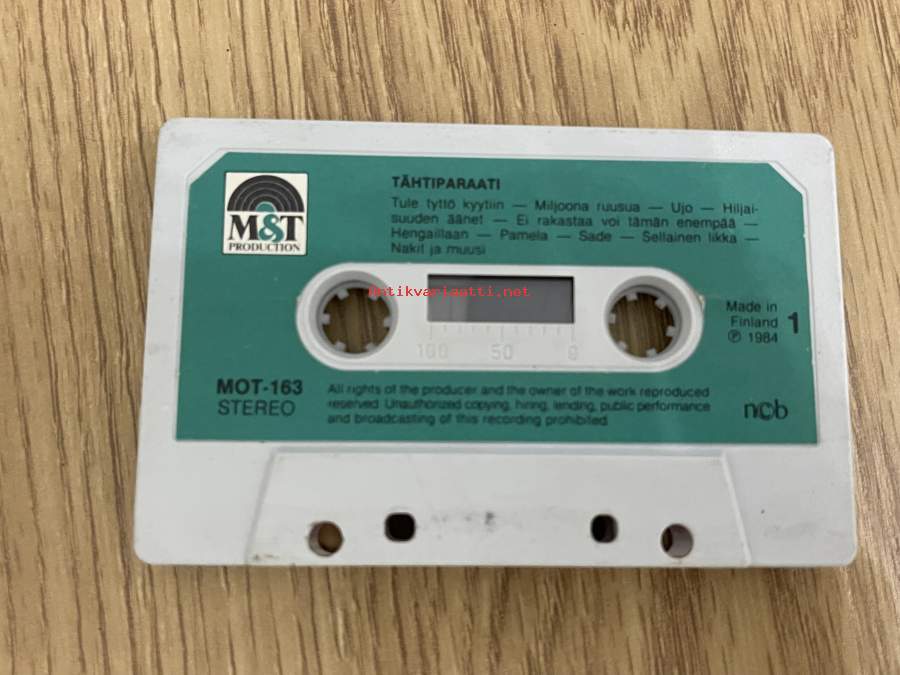 TÄHTIPARAATI
Tule tyttö kyytiin – Miljoona ruusua – Ujo – Hiljai-
suuden äänet – Ei rakastaa voi tämän enempää –
Hengaillaan – Pamela – Sade – Sellainen likka –
Nakit ja muusi
M&T
PRODUCTION
antikvariaatti.net
100 50 0
Made in
Finland
℗ 1984
1
MOT-163
STEREO
All rights of the producer and the owner of the work reproduced
reserved. Unauthorized copying, hiring, lending, public performance
and broadcasting of this recording prohibited.
ncb